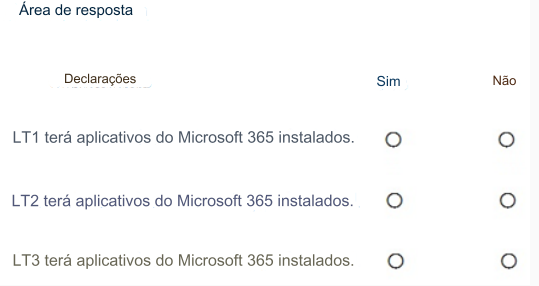 Área de resposta
Declarações Sim Não
LT1 terá aplicativos do Microsoft 365 instalados.
LT2 terá aplicativos do Microsoft 365 instalados.
LT3 terá aplicativos do Microsoft 365 instalados.